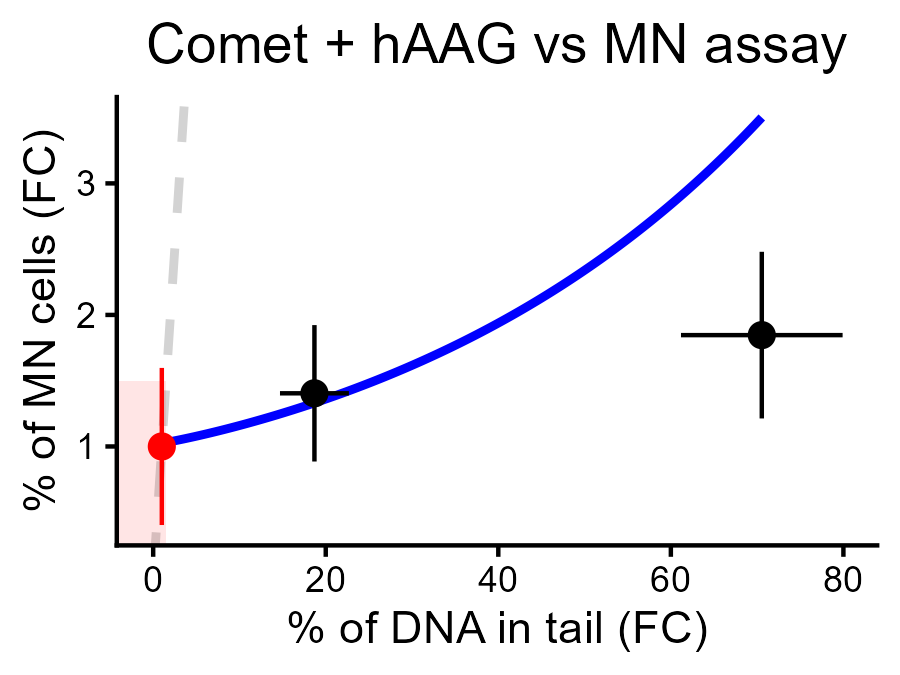 Comet + hAAG vs MN assay
% of MN cells (FC)
3
2
1
0 20 40 60 80
% of DNA in tail (FC)